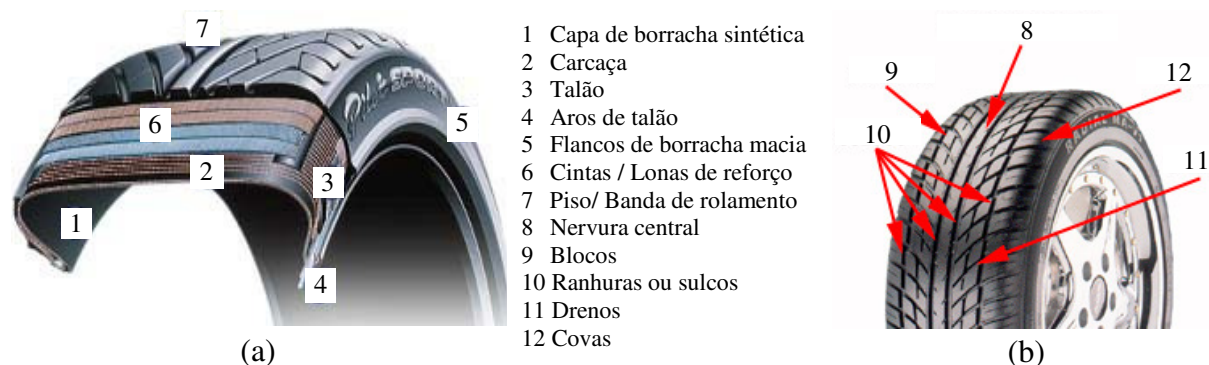 7
6
2
3
1
4
5
PILOT SPORT
(a)
1 Capa de borracha sintética
2 Carcaça
3 Talão
4 Aros de talão
5 Flancos de borracha macia
6 Cintas / Lonas de reforço
7 Piso/ Banda de rolamento
8 Nervura central
9 Blocos
10 Ranhuras ou sulcos
11 Drenos
12 Covas
8
9
12
10
11
(b)